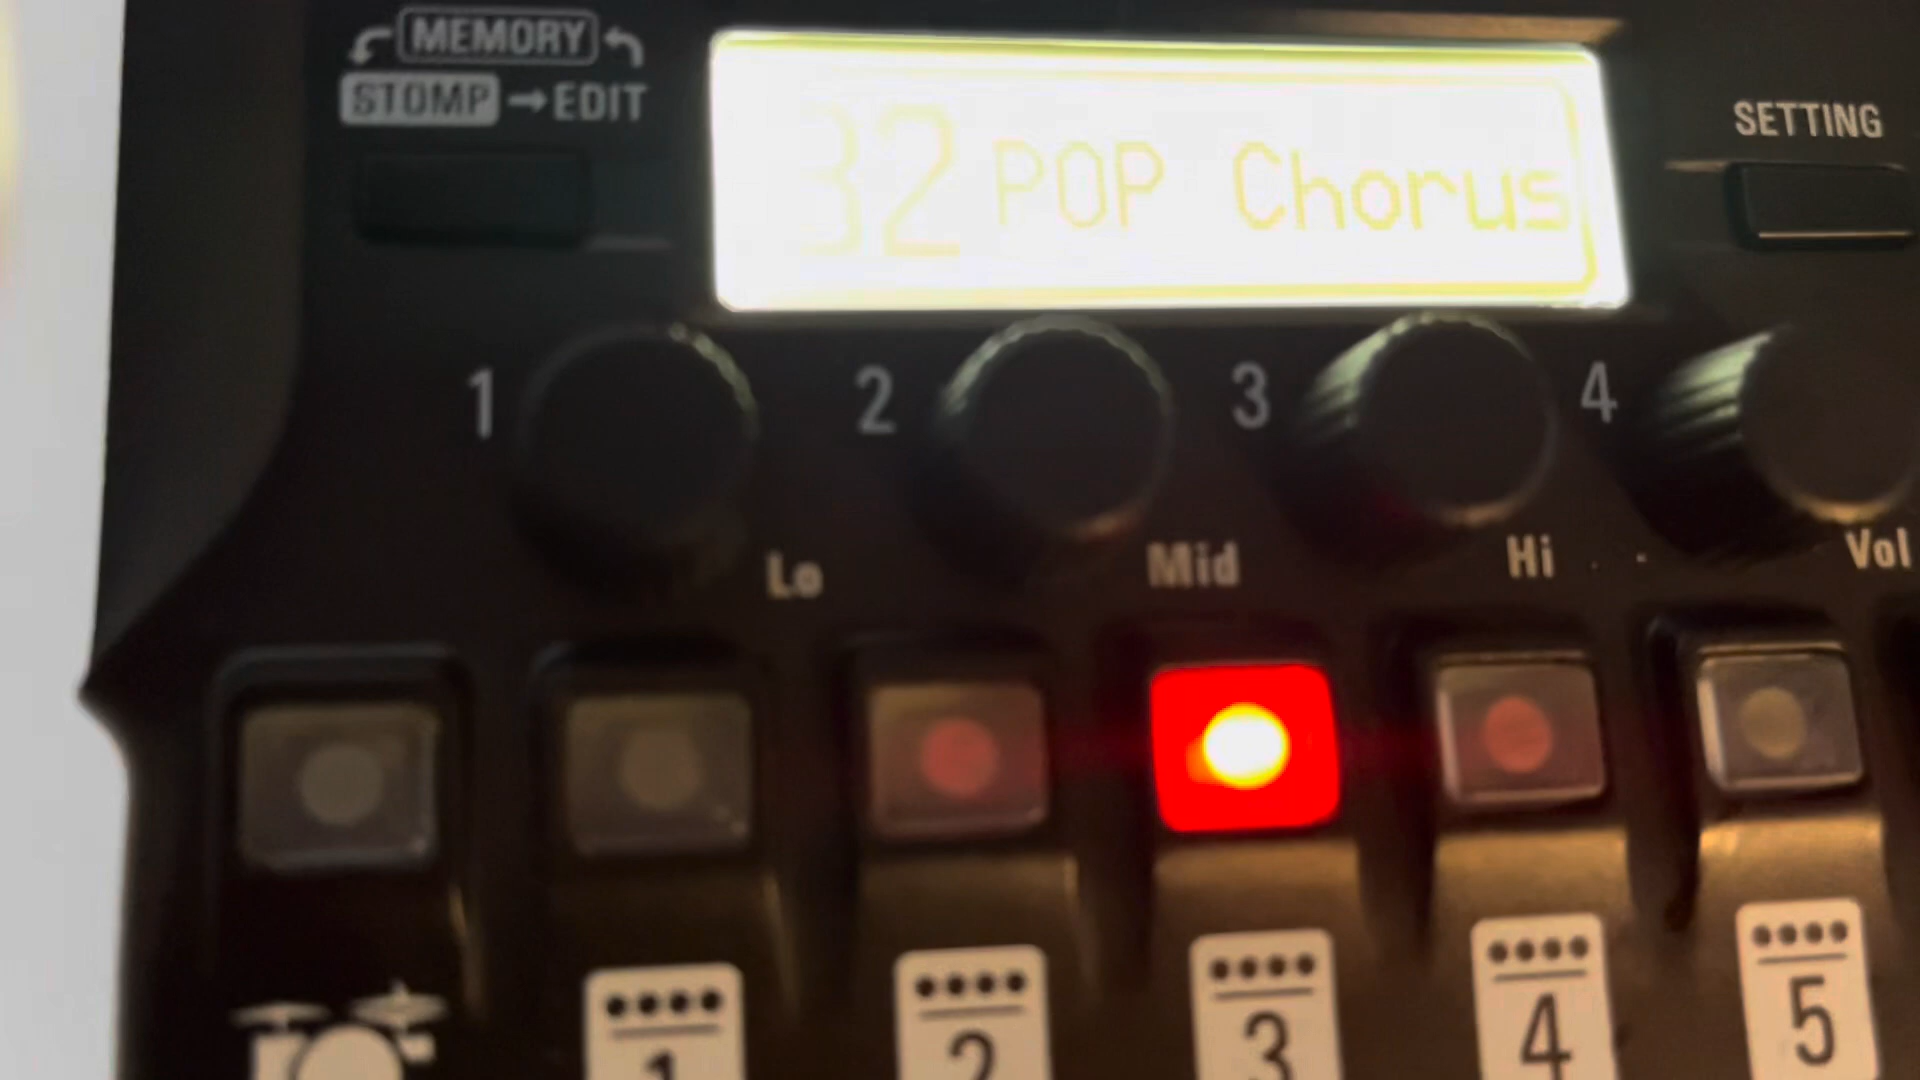 MEMORY
STOMP → EDIT
32 POP Chorus
SETTING
1 2 3 4
Lo Mid Hi Vol
1 2 3 4 5